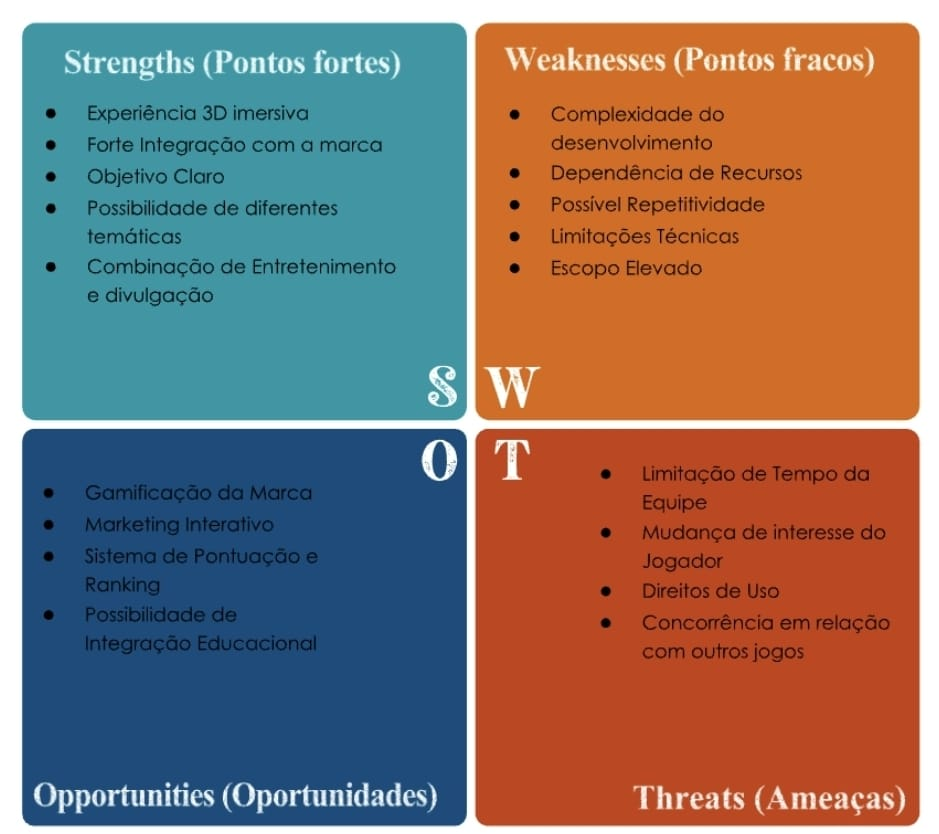 Strengths (Pontos fortes)
● Experiência 3D imersiva
● Forte Integração com a marca
● Objetivo Claro
● Possibilidade de diferentes
temáticas
● Combinação de Entretenimento
e divulgação
S
Weaknesses (Pontos fracos)
● Complexidade do
desenvolvimento
● Dependência de Recursos
● Possível Repetitividade
● Limitações Técnicas
● Escopo Elevado
W
O
● Gamificação da Marca
● Marketing Interativo
● Sistema de Pontuação e
Ranking
● Possibilidade de
Integração Educacional
Opportunities (Oportunidades)
T
● Limitação de Tempo da
Equipe
● Mudança de interesse do
Jogador
● Direitos de Uso
● Concorrência em relação
com outros jogos
Threats (Ameaças)